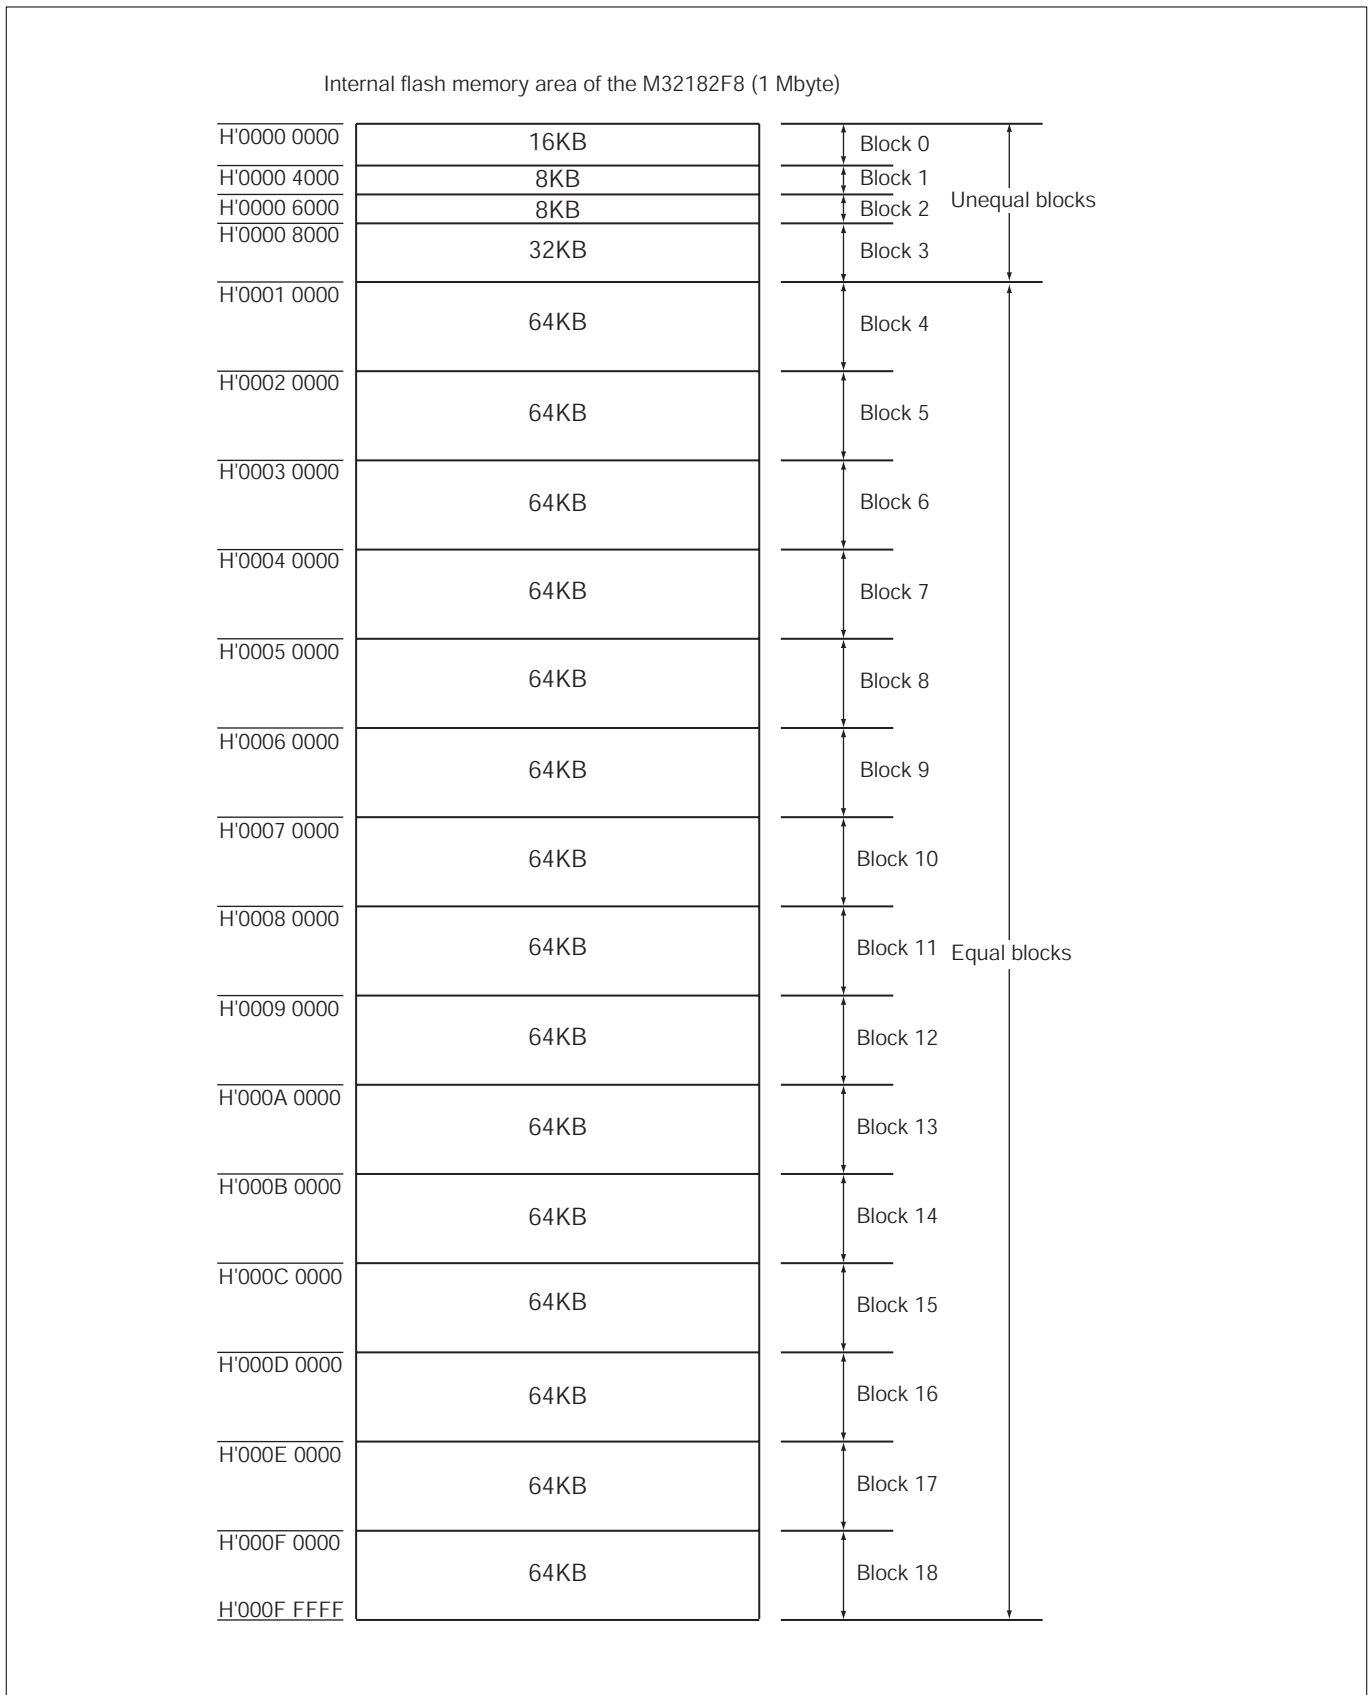 Internal flash memory area of the M32182F8 (1 Mbyte)
H'0000 0000 16KB Block 0
H'0000 4000 8KB Block 1
Unequal blocks
H'0000 6000 8KB Block 2
H'0000 8000 32KB Block 3
H'0001 0000 64KB Block 4
H'0002 0000 64KB Block 5
H'0003 0000 64KB Block 6
H'0004 0000 64KB Block 7
H'0005 0000 64KB Block 8
H'0006 0000 64KB Block 9
H'0007 0000 64KB Block 10
H'0008 0000 64KB Block 11 Equal blocks
H'0009 0000 64KB Block 12
H'000A 0000 64KB Block 13
H'000B 0000 64KB Block 14
H'000C 0000 64KB Block 15
H'000D 0000 64KB Block 16
H'000E 0000 64KB Block 17
H'000F 0000 64KB Block 18
H'000F FFFF